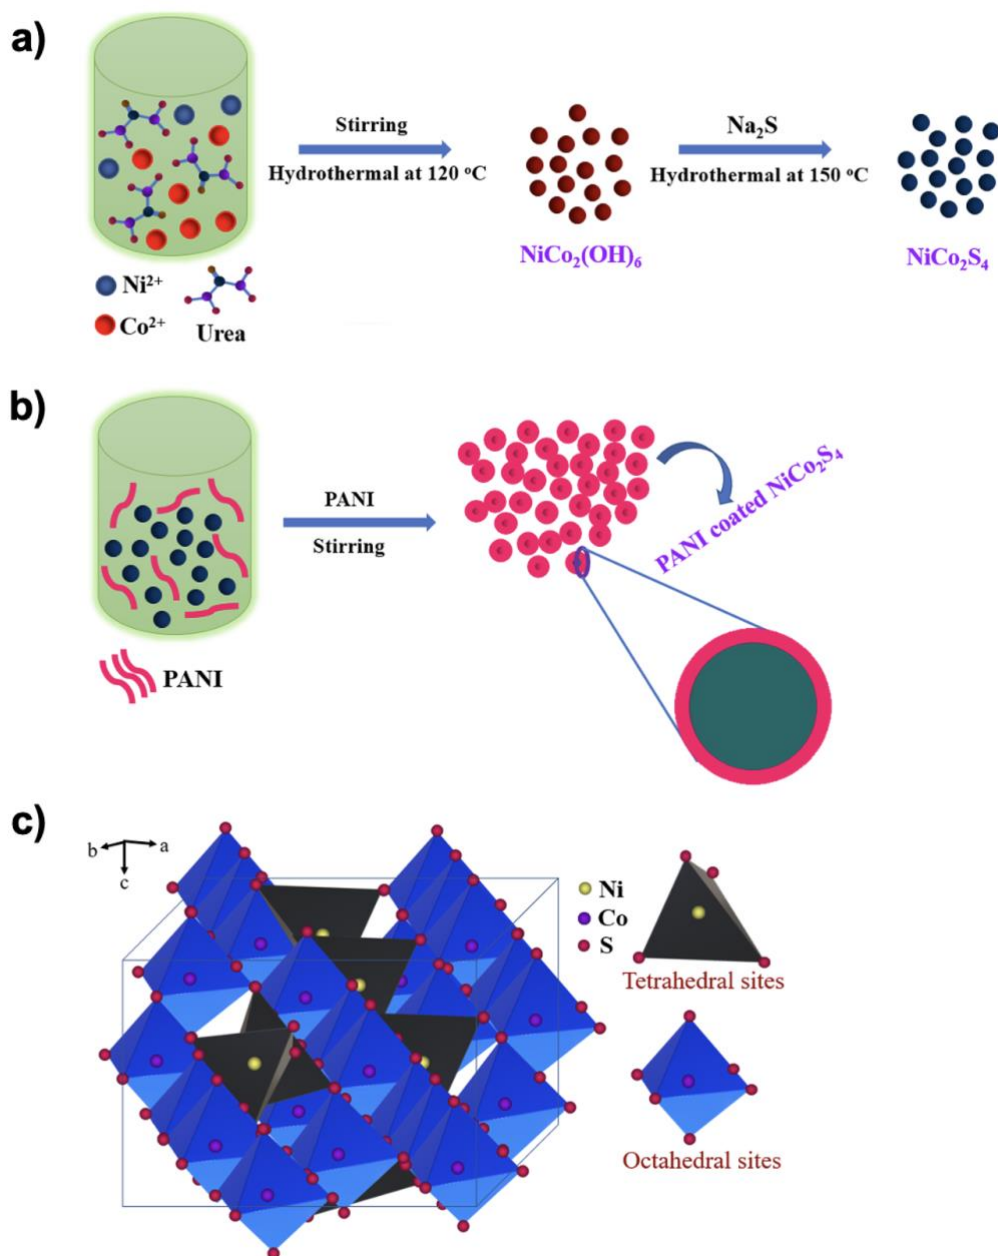 a)
Stirring
Hydrothermal at 120 °C
Na₂S
Hydrothermal at 150 °C
NiCo₂(OH)₆
NiCo₂S₄
Ni²⁺
Co²⁺
Urea
b)
PANI
Stirring
PANI coated NiCo₂S₄
PANI
c)
b
a
c
Ni
Co
S
Tetrahedral sites
Octahedral sites